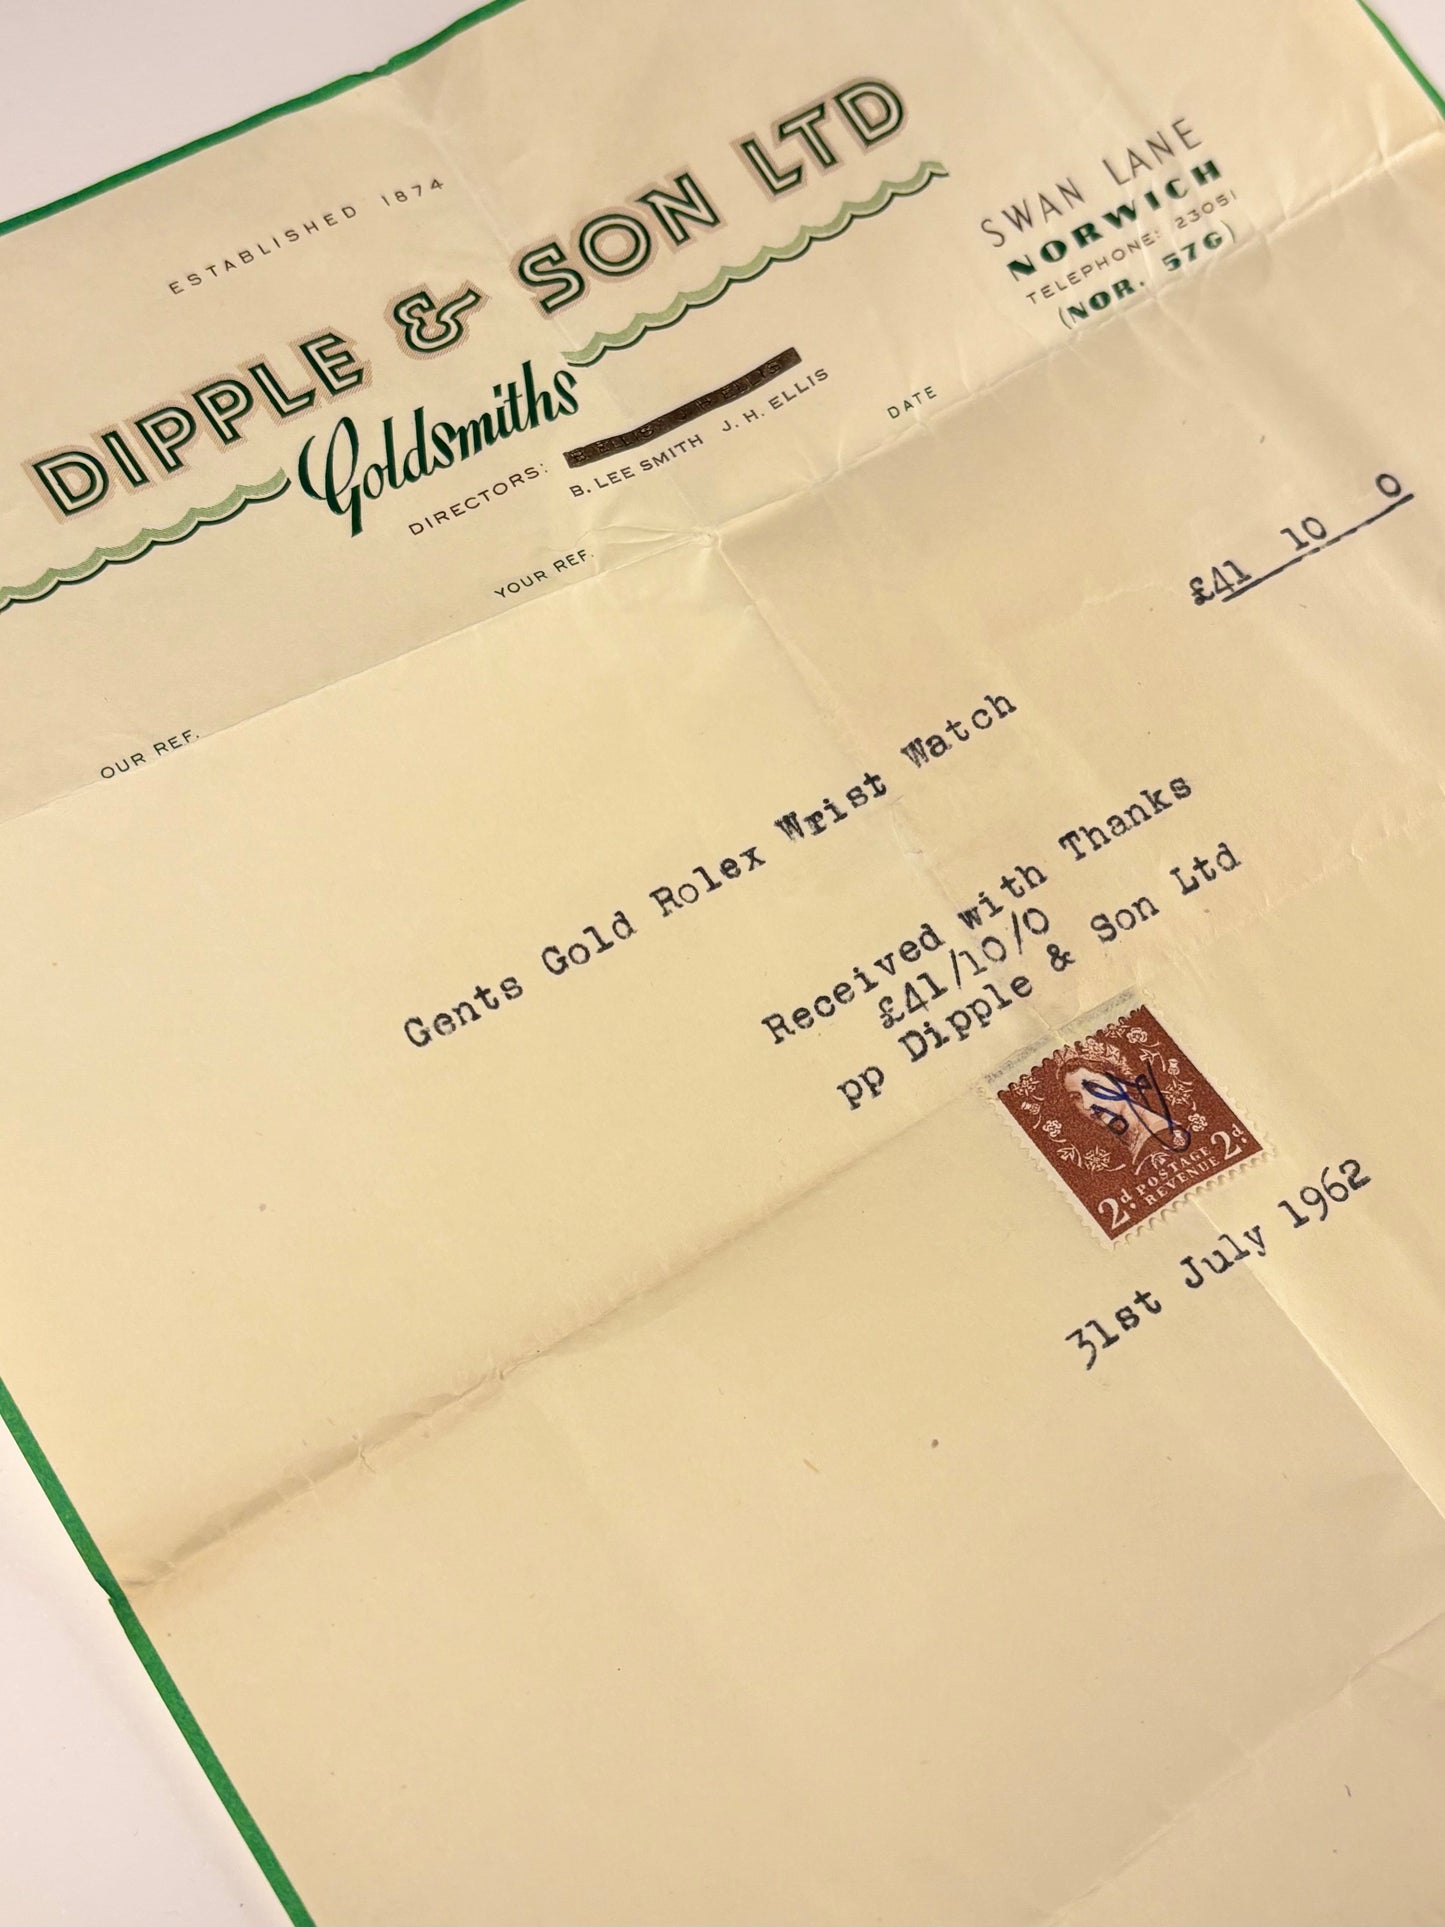 ESTABLISHED 1874
DIPPLE & SON LTD
Goldsmiths
SWAN LANE
NORWICH
TELEPHONE: 23051
(NOR. 57G)
DIRECTORS:
B. LEE SMITH J. H. ELLIS
DATE
YOUR REF.
OUR REF.
£41 10 0
Gents Gold Rolex Wrist Watch
Received with Thanks
£41/10/0
pp Dipple & Son Ltd
2d POSTAGE 2d
REVENUE
31st July 1962